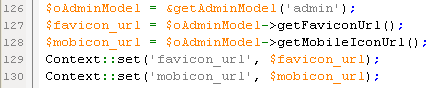 126 $oAdminModel = &getAdminModel('admin');
127 $favicon_url = $oAdminModel->getFaviconUrl();
128 $mobicon_url = $oAdminModel->getMobileIconUrl();
129 Context::set('favicon_url', $favicon_url);
130 Context::set('mobicon_url', $mobicon_url);